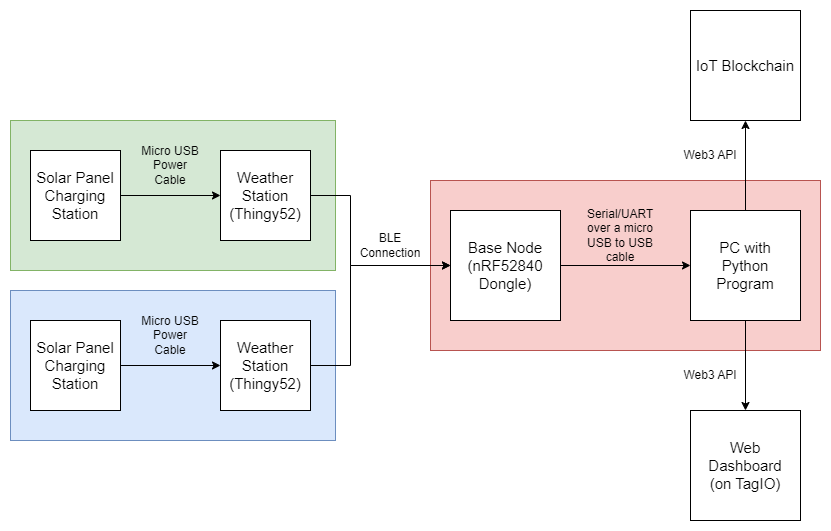 IoT Blockchain
Web3 API
Micro USB
Power
Cable
Solar Panel
Charging
Station
Weather
Station
(Thingy52)
BLE
Connection
Base Node
(nRF52840
Dongle)
Serial/UART
over a micro
USB to USB
cable
PC with
Python
Program
Micro USB
Power
Cable
Solar Panel
Charging
Station
Weather
Station
(Thingy52)
Web3 API
Web
Dashboard
(on TagIO)